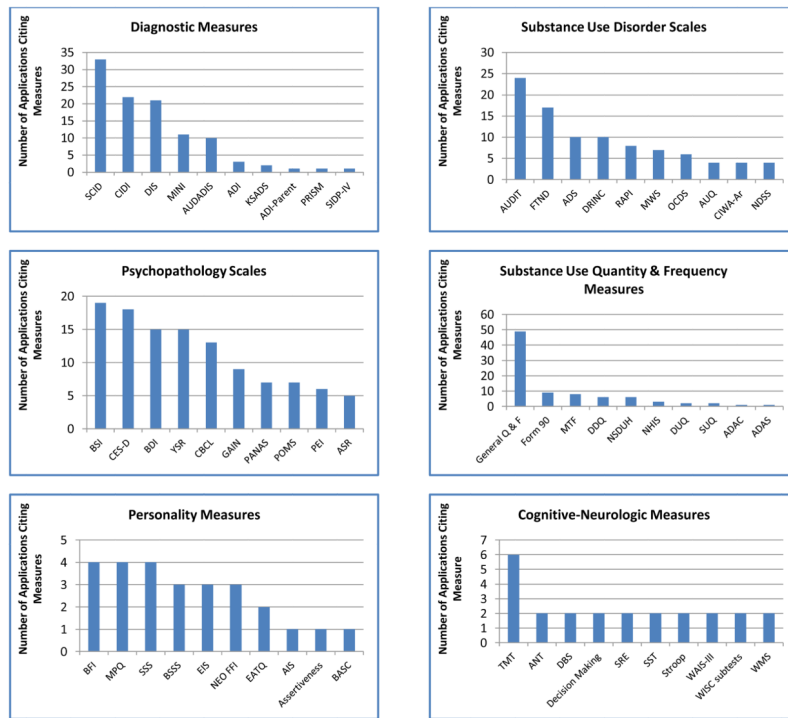 Diagnostic Measures
Number of Applications Citing
Measures
35
30
25
20
15
10
5
0
SCID
CIDI
DIS
MINI
AUDADIS
ADI
KSADS
ADI-Parent
PRISM
SIDP-IV
Substance Use Disorder Scales
Number of Applications Citing
Measures
30
25
20
15
10
5
0
AUDIT
FTND
ADS
DRINC
RAPI
MWS
OCDS
AUQ
CIWA-Ar
NDSS
Psychopathology Scales
Number of Applications Citing
Measures
20
15
10
5
0
BSI
CES-D
BDI
YSR
CBCL
GAIN
PANAS
POMS
PEI
ASR
Substance Use Quantity & Frequency
Measures
Number of Applications Citing
Measures
60
50
40
30
20
10
0
General Q & F
Form 90
MTF
DDQ
NSDUH
NHIS
DUQ
SUQ
ADAC
ADAS
Personality Measures
Number of Applications Citing
Measures
5
4
3
2
1
0
BFI
MPQ
SSS
BSSS
EIS
NEO FFI
EATQ
AIS
Assertiveness
BASC
Cognitive-Neurologic Measures
Number of Applications Citing
Measure
7
6
5
4
3
2
1
0
TMT
ANT
DBS
Decision Making
SRE
SST
Stroop
WAIS-III
WISC subtests
WMS